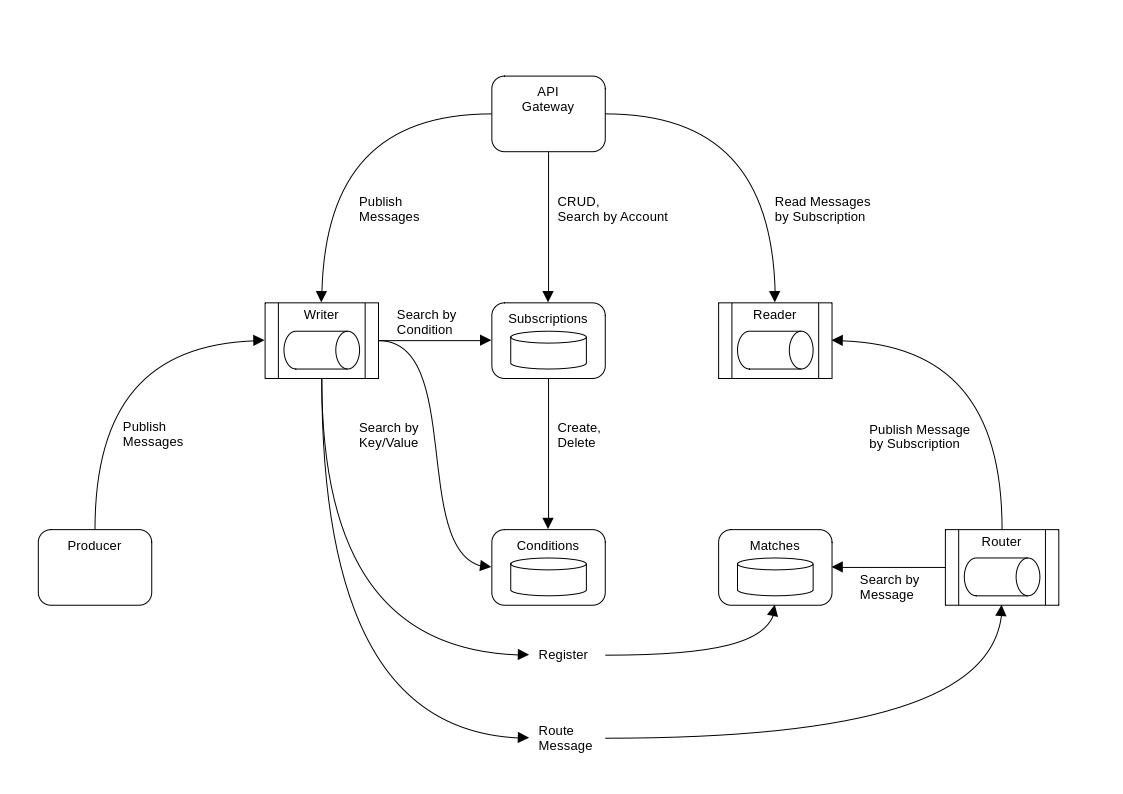 API
Gateway
Publish
Messages
CRUD,
Search by Account
Read Messages
by Subscription
Writer
Search by
Condition
Subscriptions
Reader
Publish
Messages
Search by
Key/Value
Create,
Delete
Publish Message
by Subscription
Producer
Conditions
Matches
Router
Search by
Message
Register
Route
Message